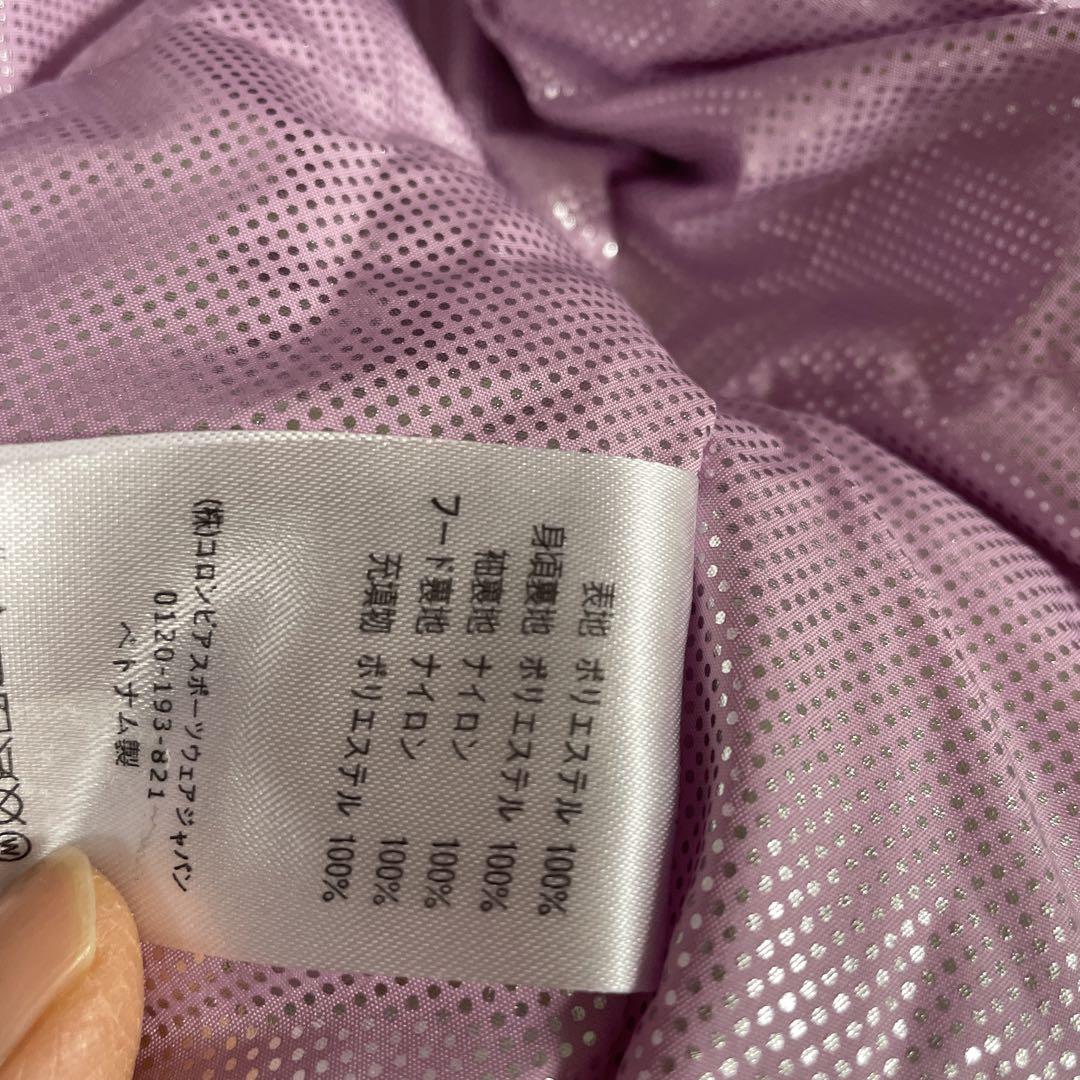 表地 ポリエステル 100%
身頃裏地 ポリエステル 100%
袖裏地 ナイロン 100%
フード裏地 ナイロン 100%
充填物 ポリエステル 100%
(株)コロンビアスポーツウェアジャパン
0120-193-821
ベトナム製
W